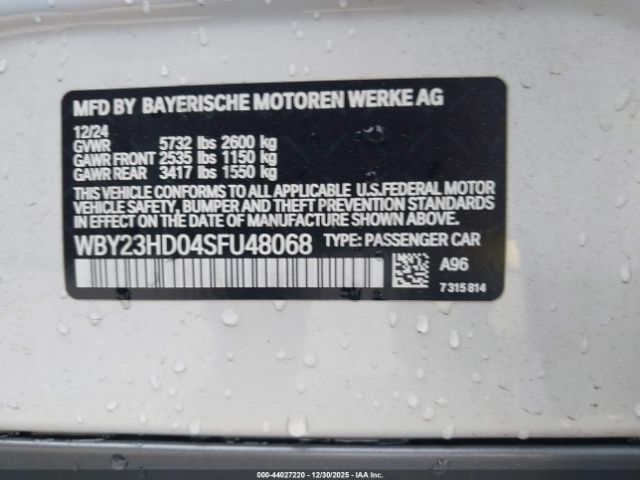 MFD BY BAYERISCHE MOTOREN WERKE AG
12/24
GVWR 5732 lbs 2600 kg
GAWR FRONT 2535 lbs 1150 kg
GAWR REAR 3417 lbs 1550 kg
THIS VEHICLE CONFORMS TO ALL APPLICABLE U.S.FEDERAL MOTOR
VEHICLE SAFETY, BUMPER AND THEFT PREVENTION STANDARDS
IN EFFECT ON THE DATE OF MANUFACTURE SHOWN ABOVE.
WBY23HD04SFU48068 TYPE: PASSENGER CAR
A96
7315814
000-44027220 - 12/30/2025 - COPYRIGHT IAA, LLC.